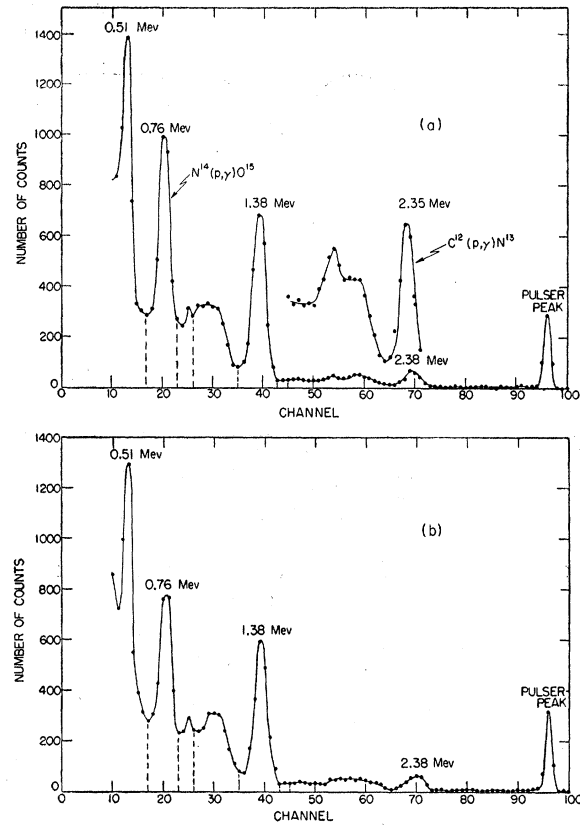 1400
1200
1000
800
600
400
200
0
NUMBER OF COUNTS
0.51 Mev
0.76 Mev
N¹⁴(p,γ)O¹⁵
(a)
1.38 Mev
2.35 Mev
C¹²(p,γ)N¹³
PULSER
PEAK
2.38 Mev
0 10 20 30 40 50 60 70 80 90 100
CHANNEL
1400
1200
1000
800
600
400
200
0
NUMBER OF COUNTS
0.51 Mev
(b)
0.76 Mev
1.38 Mev
PULSER
PEAK
2.38 Mev
0 10 20 30 40 50 60 70 80 90 100
CHANNEL